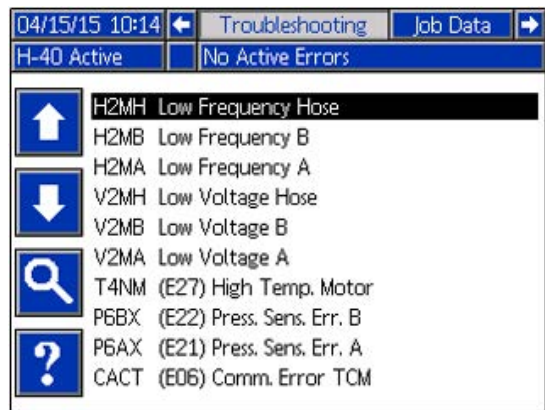 04/15/15 10:14 Troubleshooting Job Data
H-40 Active No Active Errors
H2MH Low Frequency Hose
H2MB Low Frequency B
H2MA Low Frequency A
V2MH Low Voltage Hose
V2MB Low Voltage B
V2MA Low Voltage A
T4NM (E27) High Temp. Motor
P6BX (E22) Press. Sens. Err. B
P6AX (E21) Press. Sens. Err. A
CACT (E06) Comm. Error TCM
?